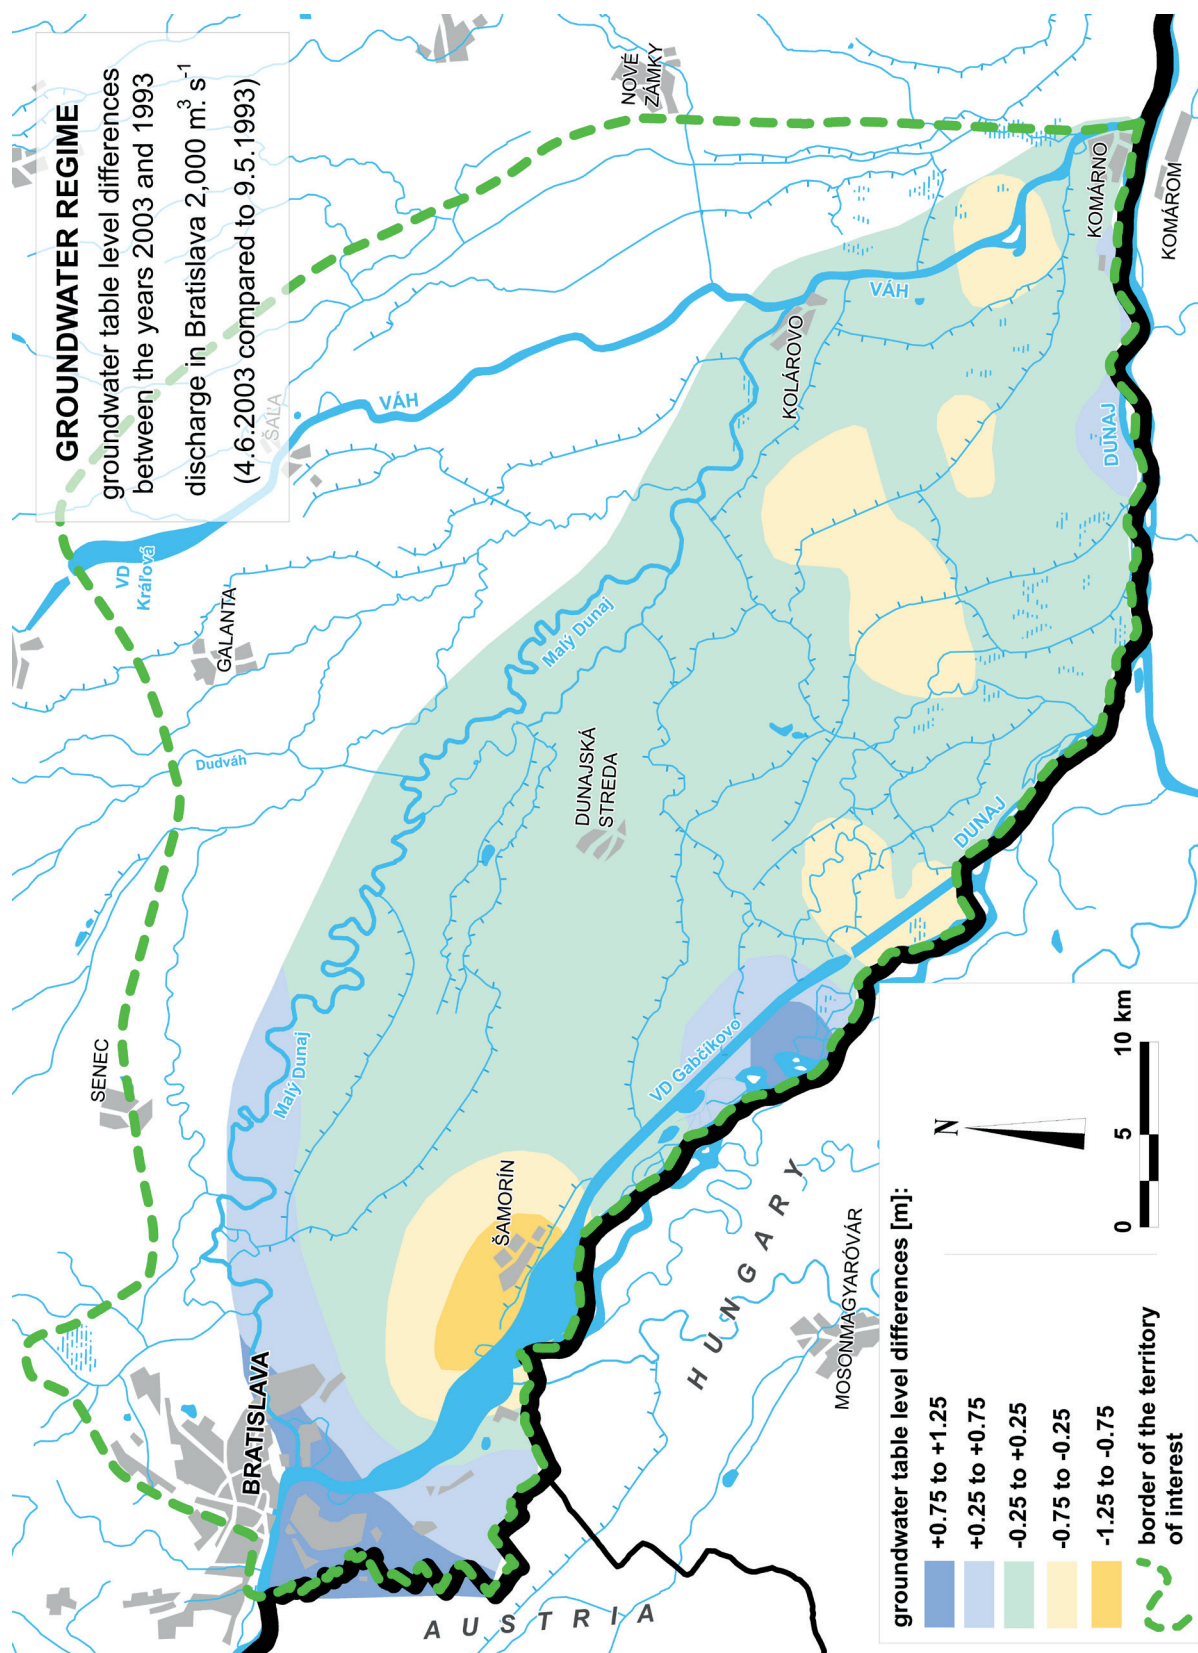 GROUNDWATER REGIME
groundwater table level differences
between the years 2003 and 1993
discharge in Bratislava 2,000 m³. s⁻¹
(4.6.2003 compared to 9.5.1993)
NOVÉ
ZÁMKY
ŠAĽA
VÁH
VD
Kráľová
GALANTA
Dudváh
SENEC
Malý Dunaj
Malý Dunaj
KOLÁROVO
VÁH
KOMÁRNO
KOMÁROM
DUNAJ
DUNAJSKÁ
STREDA
DUNAJ
VD Gabčíkovo
ŠAMORÍN
BRATISLAVA
HUNGARY
MOSONMAGYARÓVÁR
AUSTRIA
groundwater table level differences [m]:
+0.75 to +1.25
+0.25 to +0.75
-0.25 to +0.25
-0.75 to -0.25
-1.25 to -0.75
border of the territory
of interest
N
0 5 10 km